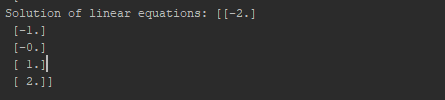 Solution of linear equations: [[-2.]
[-1.]
[-0.]
[ 1.]
[ 2.]]